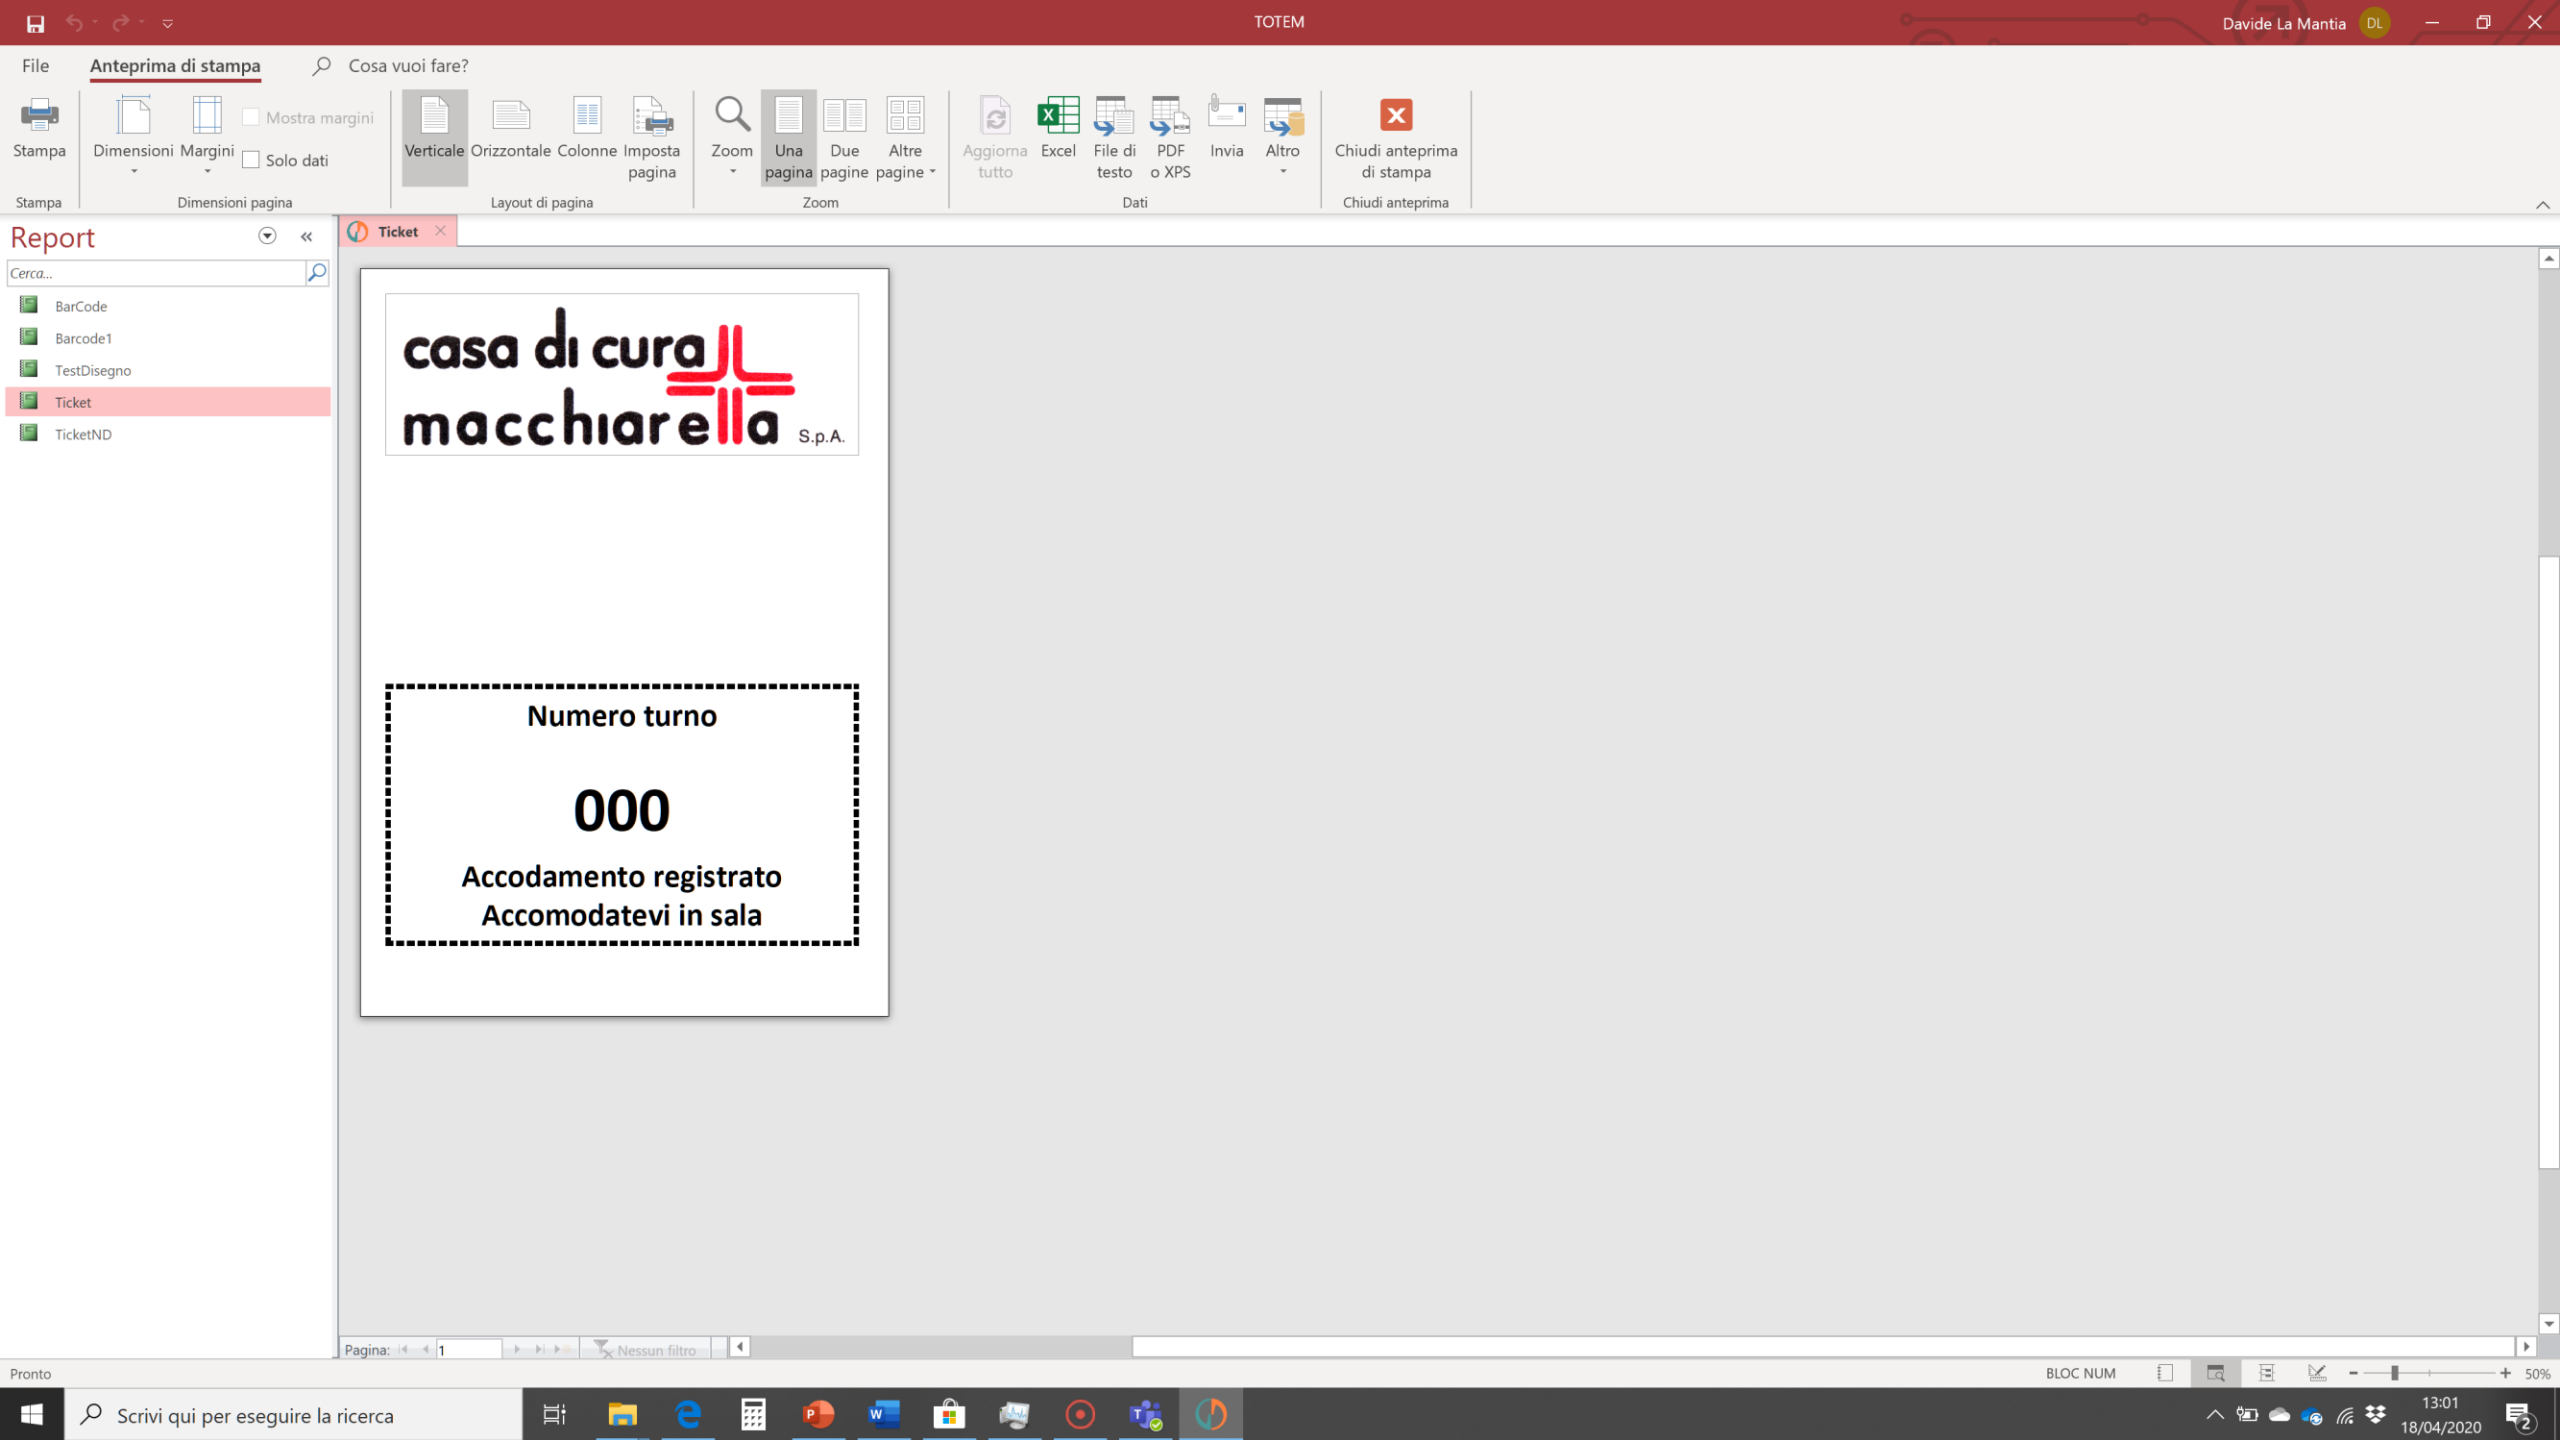 TOTEM
Davide La Mantia
DL
File
Anteprima di stampa
Cosa vuoi fare?
Stampa
Dimensioni
Margini
Mostra margini
Solo dati
Verticale
Orizzontale
Colonne
Imposta pagina
Zoom
Una pagina
Due pagine
Altre pagine
Aggiorna tutto
Excel
File di testo
PDF o XPS
Invia
Altro
Chiudi anteprima di stampa
Stampa
Dimensioni pagina
Layout di pagina
Zoom
Dati
Chiudi anteprima
Report
Cerca...
BarCode
Barcode1
TestDisegno
Ticket
TicketND
Ticket
casa di cura
macchiarella S.p.A.
Numero turno
000
Accodamento registrato
Accomodatevi in sala
Pagina: 1
Nessun filtro
Pronto
BLOC NUM
50%
Scrivi qui per eseguire la ricerca
13:01
18/04/2020
2